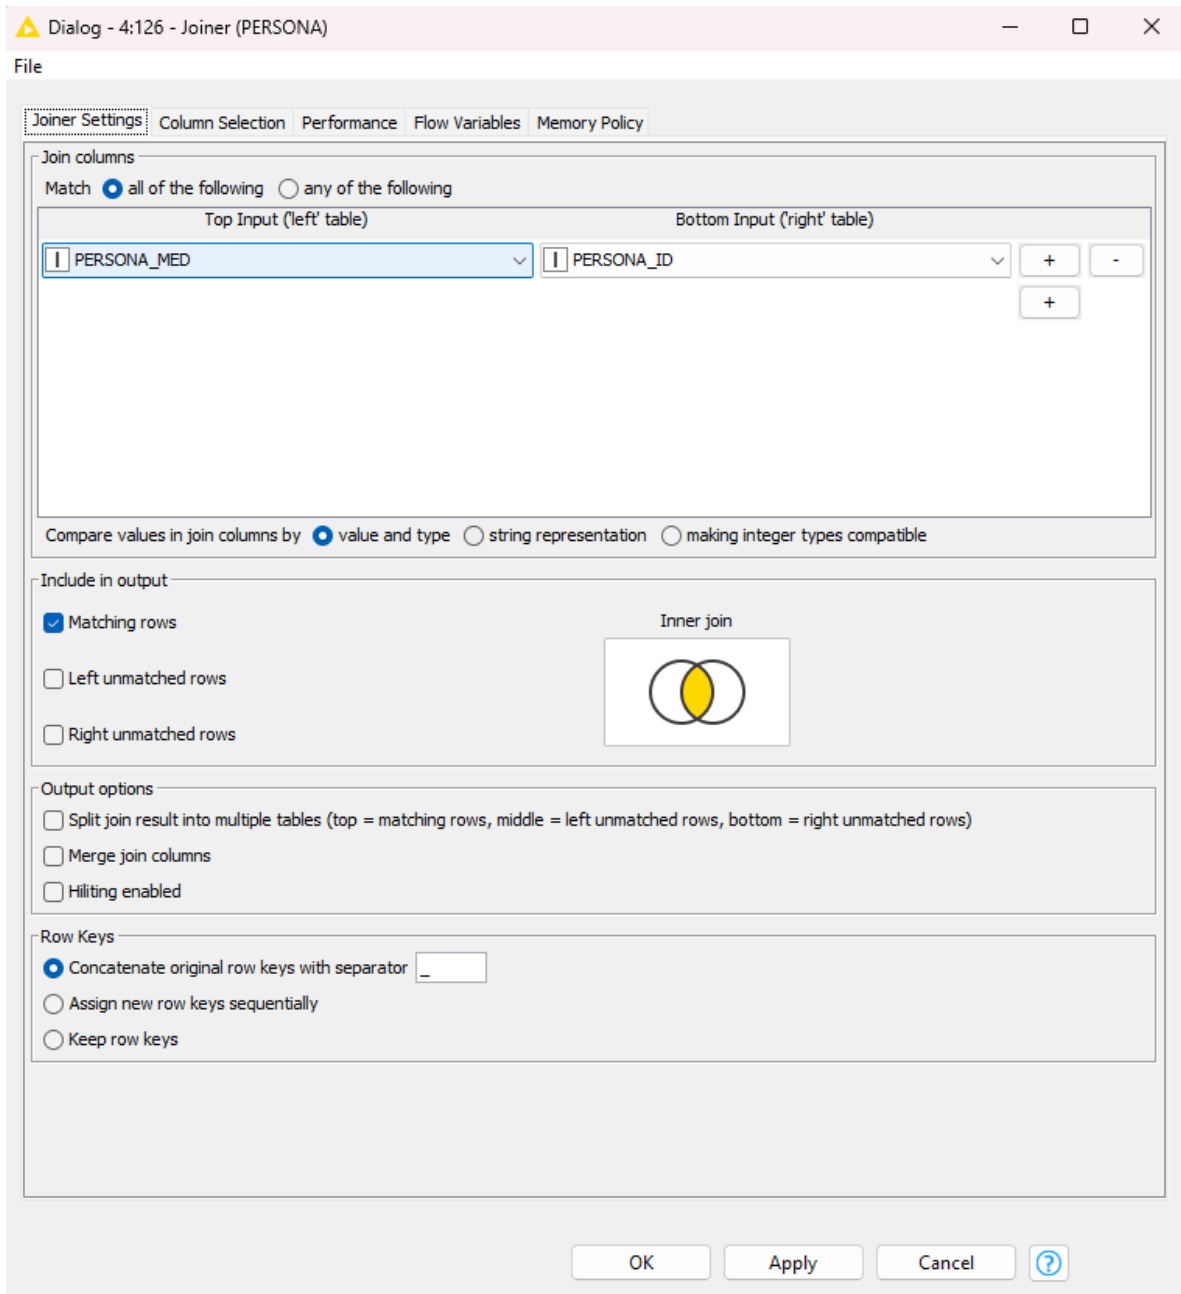 Dialog - 4:126 - Joiner (PERSONA)
File
Joiner Settings Column Selection Performance Flow Variables Memory Policy
Join columns
Match all of the following any of the following
Top Input ('left' table) Bottom Input ('right' table)
I PERSONA_MED I PERSONA_ID + -
+
Compare values in join columns by value and type string representation making integer types compatible
Include in output
Matching rows Inner join
Left unmatched rows
Right unmatched rows
Output options
Split join result into multiple tables (top = matching rows, middle = left unmatched rows, bottom = right unmatched rows)
Merge join columns
Hiliting enabled
Row Keys
Concatenate original row keys with separator _
Assign new row keys sequentially
Keep row keys
OK Apply Cancel ?